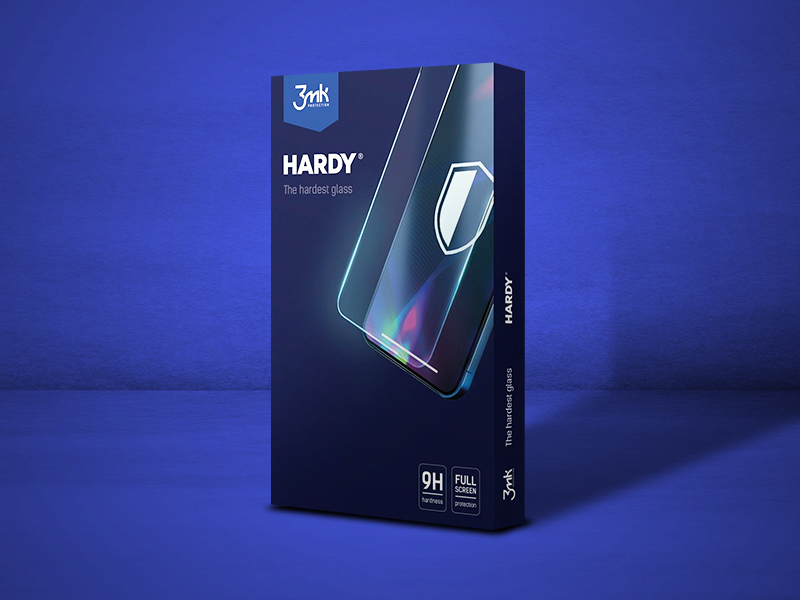 3mk
PROTECTION
HARDY®
The hardest glass
9H
hardness
FULL
SCREEN
protection
HARDY®
The hardest glass
3mk